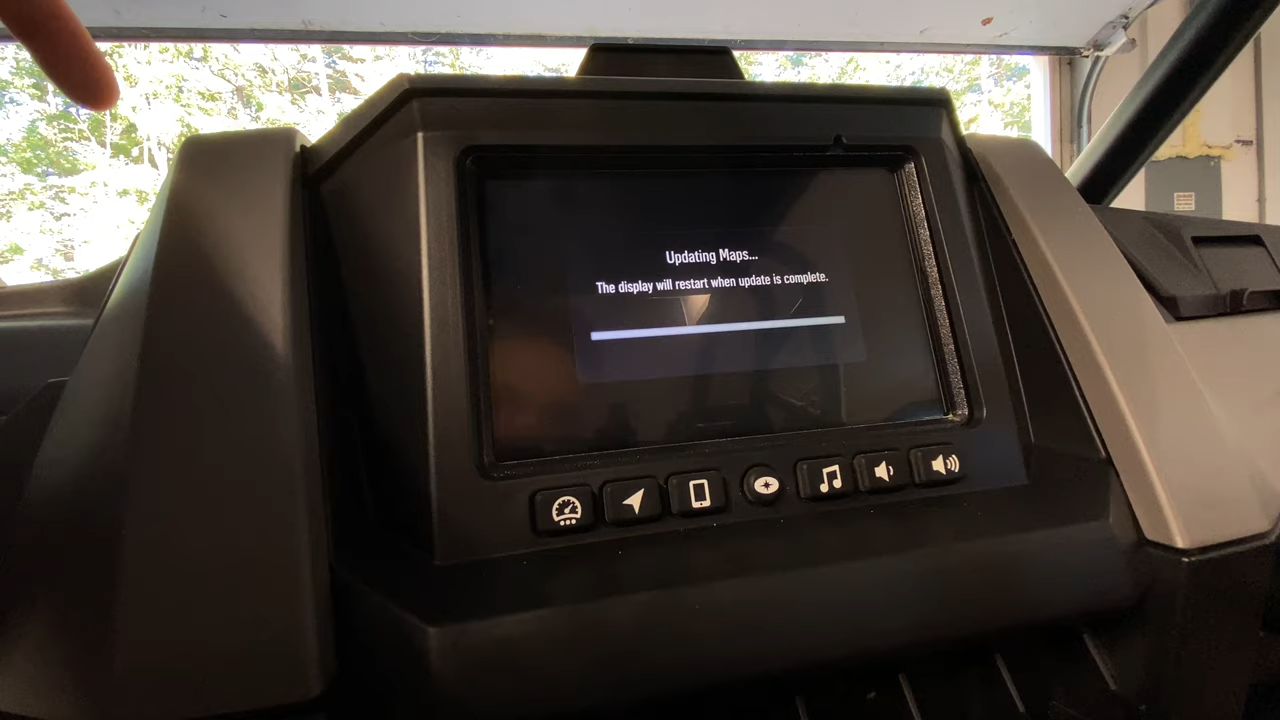 Updating Maps...
The display will restart when update is complete.